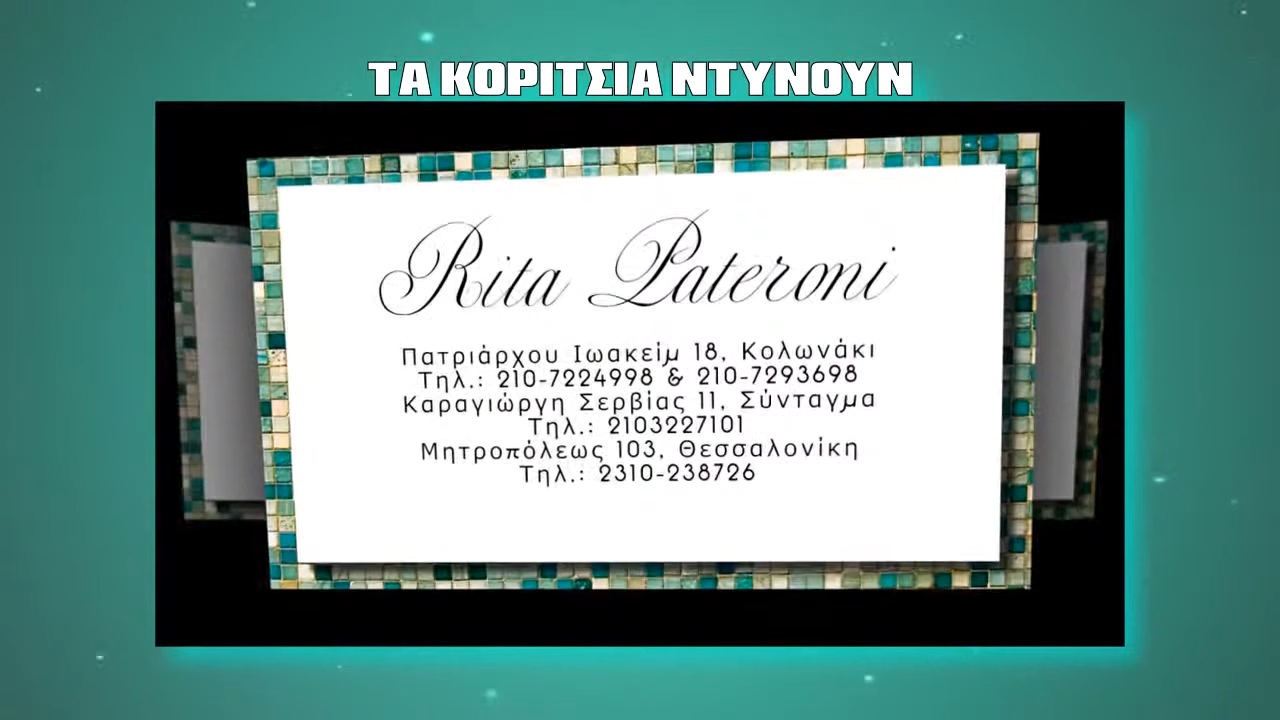 ΤΑ ΚΟΡΙΤΣΙΑ ΝΤΥΝΟΥΝ
Rita Pateroni
Πατριάρχου Ιωακείμ 18, Κολωνάκι
Τηλ.: 210-7224998 & 210-7293698
Καραγιώργη Σερβίας 11, Σύνταγμα
Τηλ.: 2103227101
Μητροπόλεως 103, Θεσσαλονίκη
Τηλ.: 2310-238726